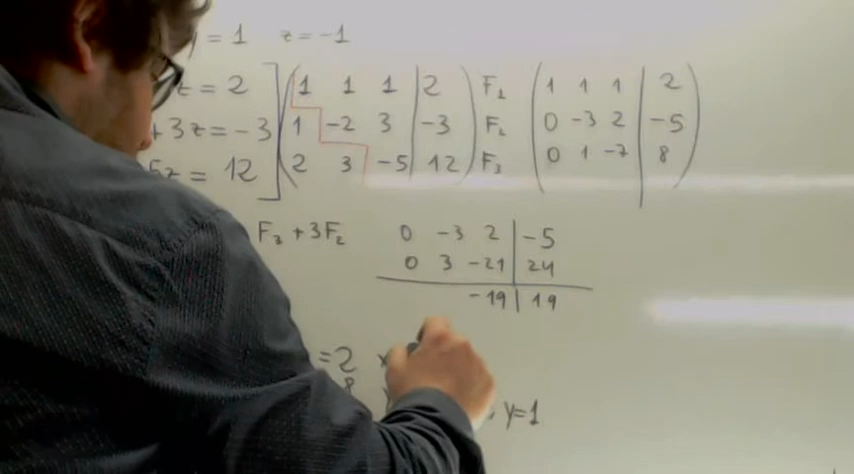 y = 1 z = -1
z = 2 ] ( 1 1 1 | 2 ) F₁ ( 1 1 1 | 2 )
+3z = -3 1 -2 3 | -3 F₂ 0 -3 2 | -5
5z = 12 2 3 -5 | 12 F₃ 0 1 -7 | 8
F₂ + 3F₂ 0 -3 2 | -5
0 3 -21 | 24
-19 | 19
= 2 x
8
, y=1